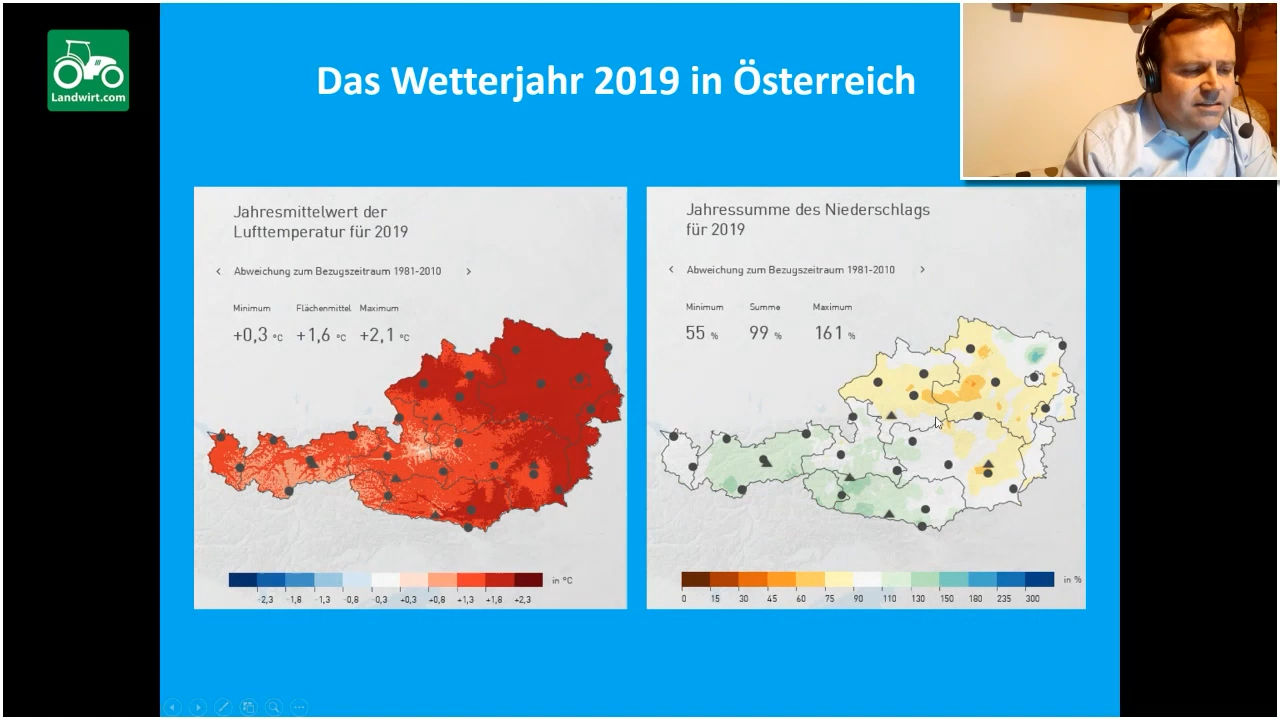 Landwirt.com
Das Wetterjahr 2019 in Österreich
Jahresmittelwert der
Lufttemperatur für 2019
‹ Abweichung zum Bezugszeitraum 1981-2010 ›
Minimum Flächenmittel Maximum
+0,3 °C +1,6 °C +2,1 °C
-2,3 -1,8 -1,3 -0,8 -0,3 +0,3 +0,8 +1,3 +1,8 +2,3
in °C
Jahressumme des Niederschlags
für 2019
‹ Abweichung zum Bezugszeitraum 1981-2010 ›
Minimum Summe Maximum
55 % 99 % 161 %
in %
0 15 30 45 60 75 90 110 130 150 180 235 300